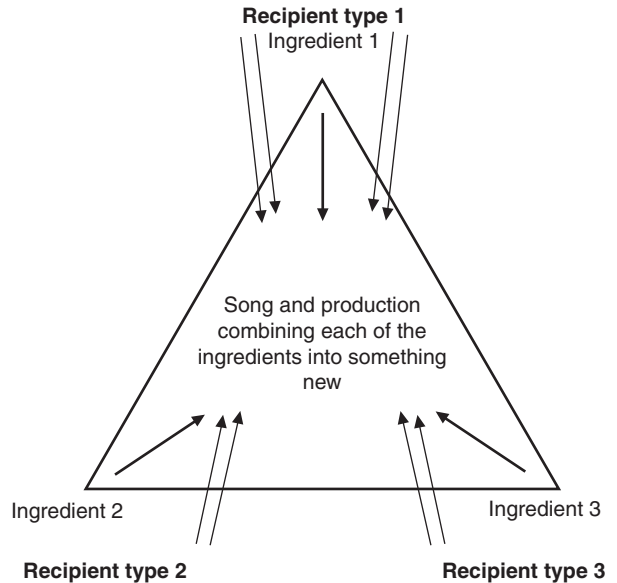 Recipient type 1
Ingredient 1
Song and production
combining each of the
ingredients into something
new
Ingredient 2
Ingredient 3
Recipient type 2
Recipient type 3